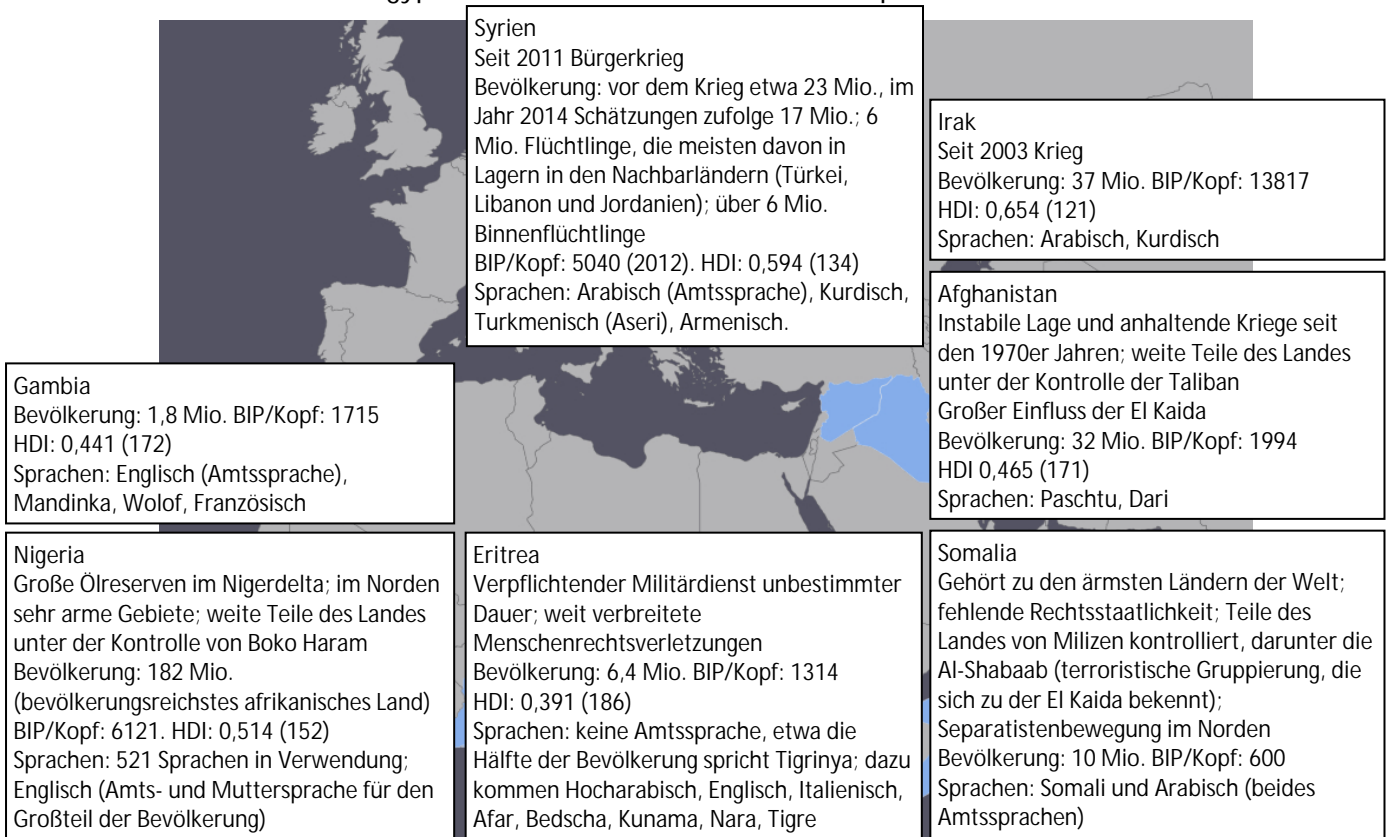 Syrien
Seit 2011 Bürgerkrieg
Bevölkerung: vor dem Krieg etwa 23 Mio., im
Jahr 2014 Schätzungen zufolge 17 Mio.; 6
Mio. Flüchtlinge, die meisten davon in
Lagern in den Nachbarländern (Türkei,
Libanon und Jordanien); über 6 Mio.
Binnenflüchtlinge
BIP/Kopf: 5040 (2012). HDI: 0,594 (134)
Sprachen: Arabisch (Amtssprache), Kurdisch,
Turkmenisch (Aseri), Armenisch.
Irak
Seit 2003 Krieg
Bevölkerung: 37 Mio. BIP/Kopf: 13817
HDI: 0,654 (121)
Sprachen: Arabisch, Kurdisch
Afghanistan
Instabile Lage und anhaltende Kriege seit
den 1970er Jahren; weite Teile des Landes
unter der Kontrolle der Taliban
Großer Einfluss der El Kaida
Bevölkerung: 32 Mio. BIP/Kopf: 1994
HDI 0,465 (171)
Sprachen: Paschtu, Dari
Gambia
Bevölkerung: 1,8 Mio. BIP/Kopf: 1715
HDI: 0,441 (172)
Sprachen: Englisch (Amtssprache),
Mandinka, Wolof, Französisch
Nigeria
Große Ölreserven im Nigerdelta; im Norden
sehr arme Gebiete; weite Teile des Landes
unter der Kontrolle von Boko Haram
Bevölkerung: 182 Mio.
(bevölkerungsreichstes afrikanisches Land)
BIP/Kopf: 6121. HDI: 0,514 (152)
Sprachen: 521 Sprachen in Verwendung;
Englisch (Amts- und Muttersprache für den
Großteil der Bevölkerung)
Eritrea
Verpflichtender Militärdienst unbestimmter
Dauer; weit verbreitete
Menschenrechtsverletzungen
Bevölkerung: 6,4 Mio. BIP/Kopf: 1314
HDI: 0,391 (186)
Sprachen: keine Amtssprache, etwa die
Hälfte der Bevölkerung spricht Tigrinya; dazu
kommen Hocharabisch, Englisch, Italienisch,
Afar, Bedscha, Kunama, Nara, Tigre
Somalia
Gehört zu den ärmsten Ländern der Welt;
fehlende Rechtsstaatlichkeit; Teile des
Landes von Milizen kontrolliert, darunter die
Al-Shabaab (terroristische Gruppierung, die
sich zu der El Kaida bekennt);
Separatistenbewegung im Norden
Bevölkerung: 10 Mio. BIP/Kopf: 600
Sprachen: Somali und Arabisch (beides
Amtssprachen)